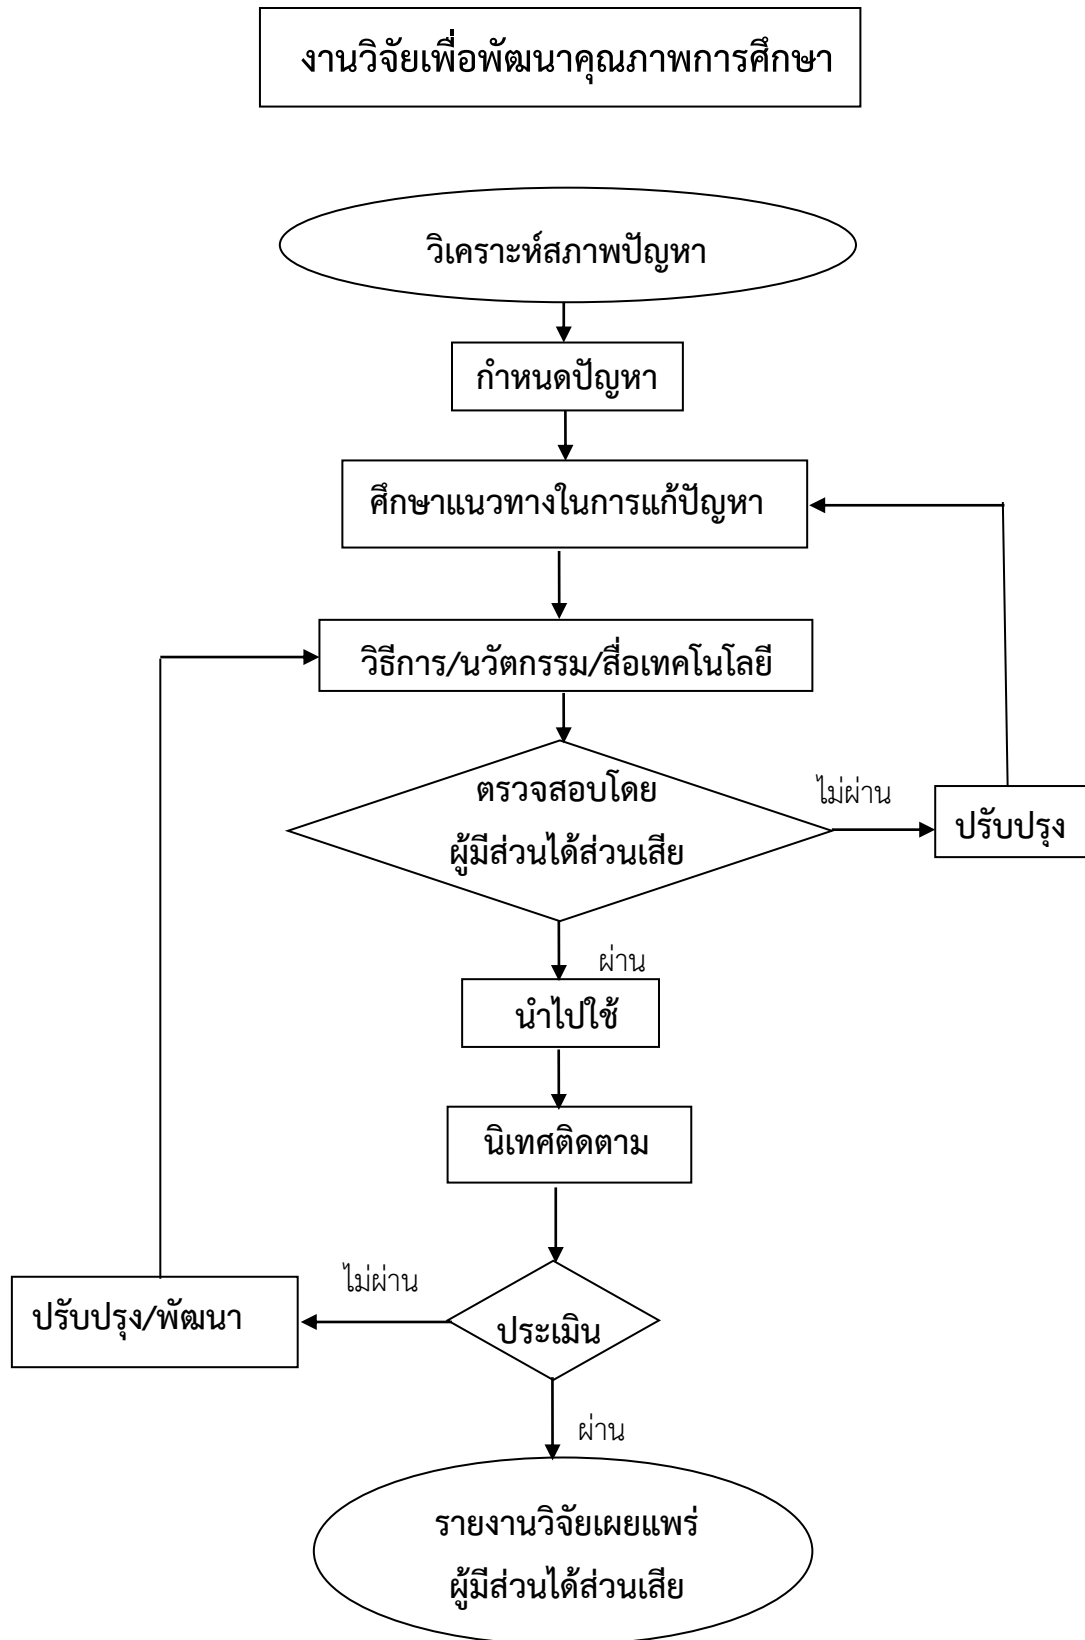 งานวิจัยเพื่อพัฒนาคุณภาพการศึกษา
วิเคราะห์สภาพปัญหา
กำหนดปัญหา
ศึกษาแนวทางในการแก้ปัญหา
วิธีการ/นวัตกรรม/สื่อเทคโนโลยี
ตรวจสอบโดย
ผู้มีส่วนได้ส่วนเสีย
ไม่ผ่าน
ปรับปรุง
ผ่าน
นำไปใช้
นิเทศติดตาม
ไม่ผ่าน
ปรับปรุง/พัฒนา
ประเมิน
ผ่าน
รายงานวิจัยเผยแพร่
ผู้มีส่วนได้ส่วนเสีย